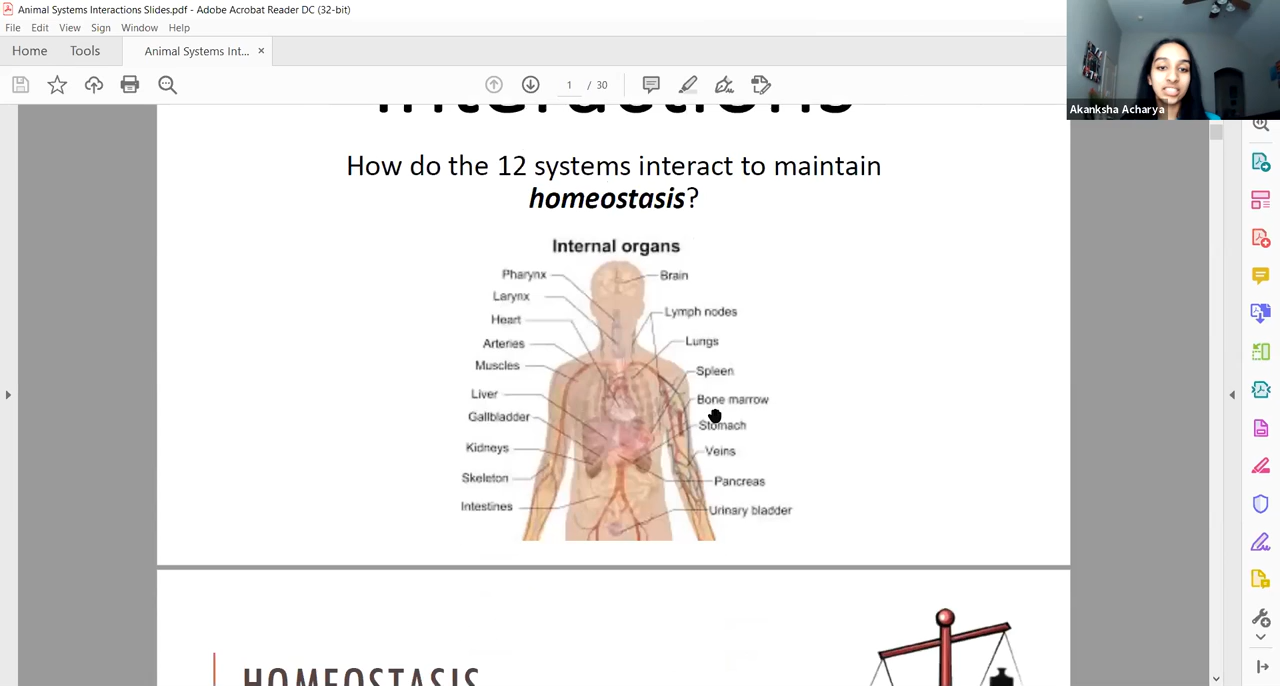 Animal Systems Interactions Slides.pdf - Adobe Acrobat Reader DC (32-bit)
File Edit View Sign Window Help
Home Tools Animal Systems Int... ×
1 / 30
Akanksha Acharya
Interactions
How do the 12 systems interact to maintain
homeostasis?
Internal organs
Pharynx
Brain
Larynx
Lymph nodes
Heart
Arteries
Lungs
Muscles
Spleen
Liver
Bone marrow
Gallbladder
Stomach
Kidneys
Veins
Skeleton
Pancreas
Intestines
Urinary bladder
HOMEOSTASIS